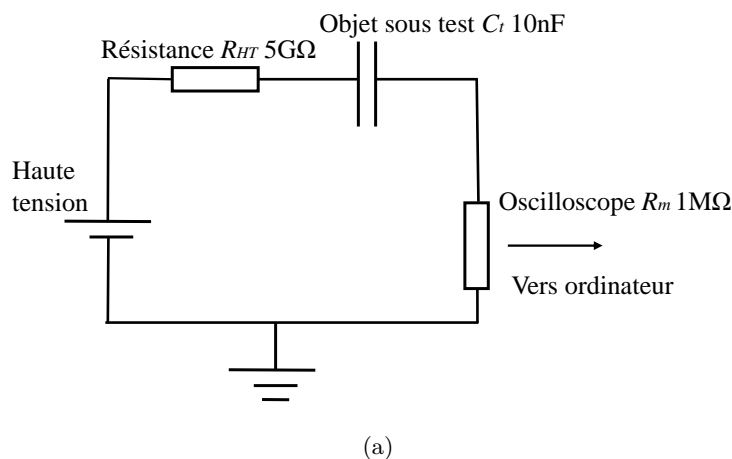 Objet sous test Ct 10nF
Résistance RHT 5GΩ
Haute
tension
Oscilloscope Rm 1MΩ
Vers ordinateur
(a)